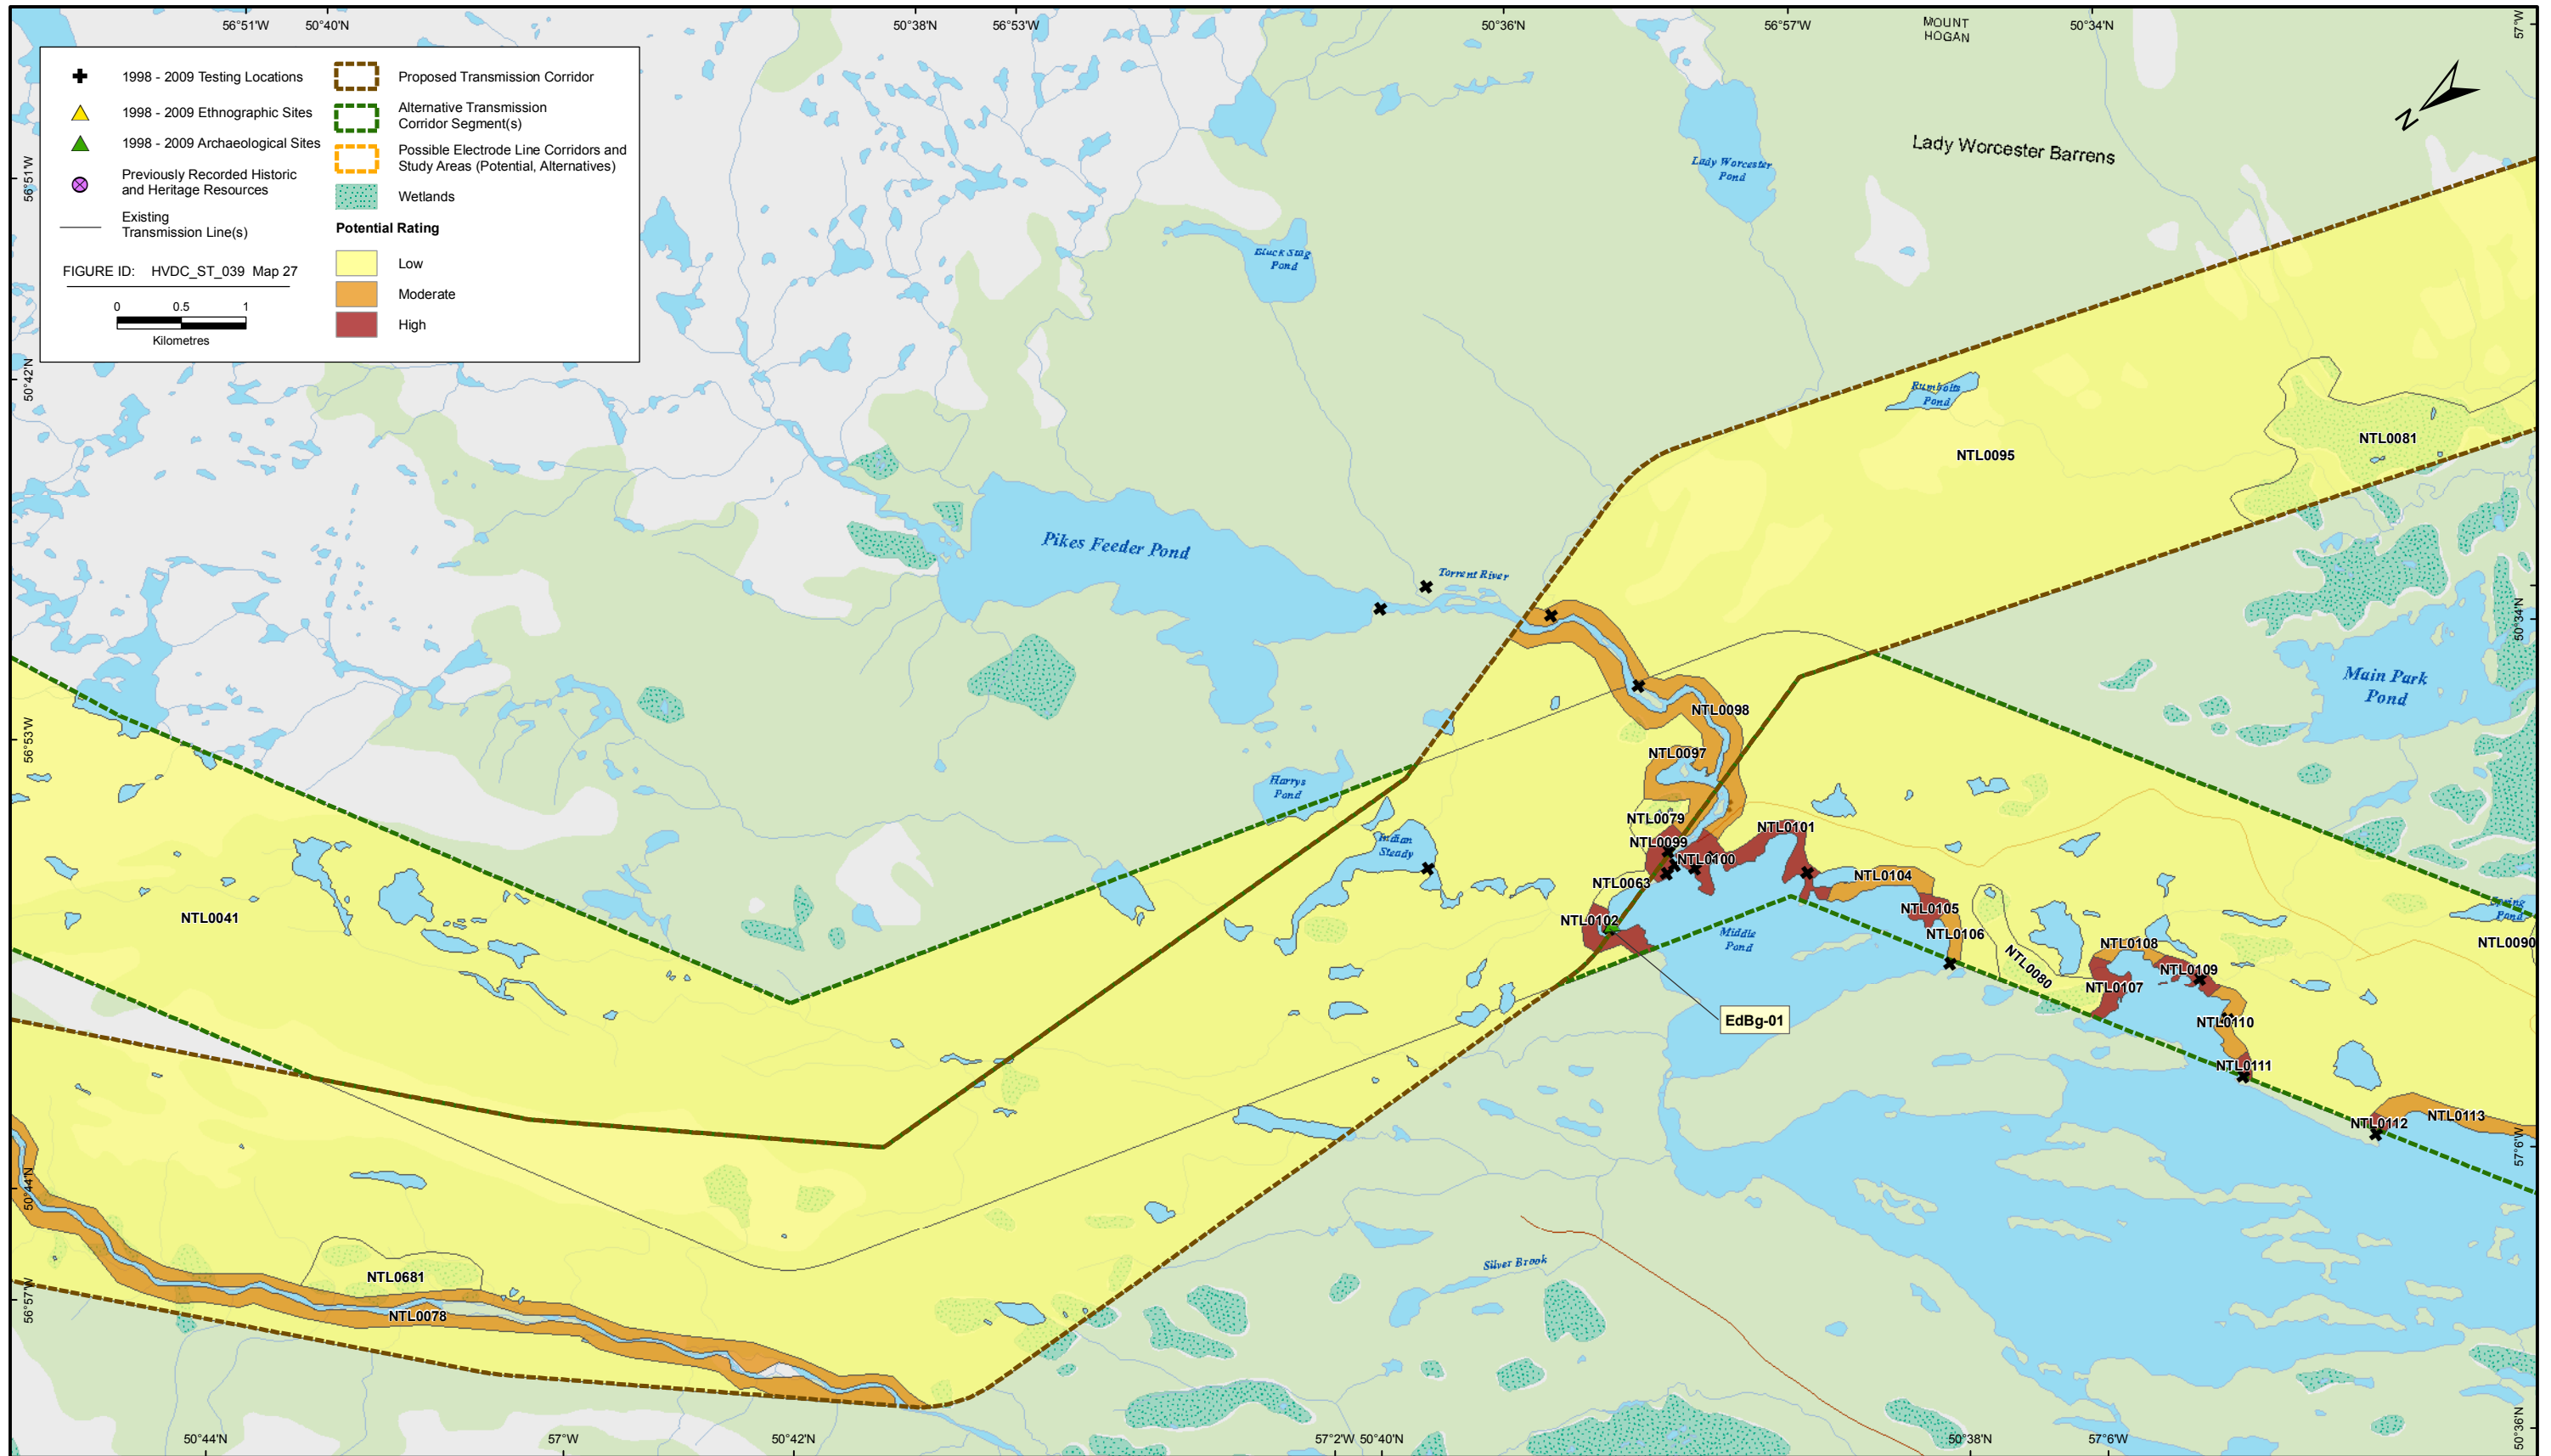 56°51'W
50°40'N
50°38'N
56°53'W
50°36'N
56°57'W
50°34'N
57°W
MOUNT
HOGAN
1998 - 2009 Testing Locations
1998 - 2009 Ethnographic Sites
1998 - 2009 Archaeological Sites
Previously Recorded Historic
and Heritage Resources
Existing
Transmission Line(s)
FIGURE ID: HVDC_ST_039 Map 27
0 0.5 1
Kilometres
Proposed Transmission Corridor
Alternative Transmission
Corridor Segment(s)
Possible Electrode Line Corridors and
Study Areas (Potential, Alternatives)
Wetlands
Potential Rating
Low
Moderate
High
N
Lady Worcester Barrens
Lady Worcester
Pond
Black Stag
Pond
56°51'W
50°42'N
Rumbolts
Pond
NTL0081
NTL0095
Pikes Feeder Pond
Torrent River
50°34'N
Main Park
Pond
NTL0098
56°53'W
NTL0097
Harrys
Pond
NTL0079
NTL0101
Indian
Steady
NTL0099
NTL0100
NTL0104
NTL0063
NTL0105
Spring
Pond
NTL0041
NTL0102
NTL0106
Middle
Pond
NTL0108
NTL0090
NTL0080
NTL0109
NTL0107
EdBg-01
NTL0110
NTL0111
NTL0113
NTL0112
57°6'W
50°44'N
Silver Brook
NTL0681
56°57'W
NTL0078
50°36'N
50°44'N
57°W
50°42'N
57°2'W
50°40'N
50°38'N
57°6'W